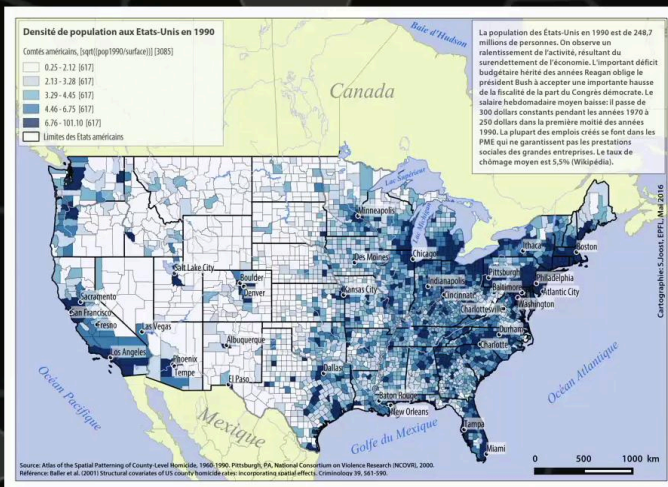 Densité de population aux Etats-Unis en 1990
Comtés américains, [sqrt((pop1990/surface))] [3085]
0.25 - 2.12 [617]
2.13 - 3.28 [617]
3.29 - 4.45 [617]
4.46 - 6.75 [617]
6.76 - 101.10 [617]
Limites des Etats américains
La population des États-Unis en 1990 est de 248,7
millions de personnes. On observe un
ralentissement de l'activité, résultant du
surendettement de l'économie. L'important déficit
budgétaire hérité des années Reagan oblige le
président Bush à accepter une importante hausse
de la fiscalité de la part du Congrès démocrate. Le
salaire hebdomadaire moyen baisse: il passe de
300 dollars constants pendant les années 1970 à
250 dollars dans la première moitié des années
1990. La plupart des emplois créés se font dans les
PME qui ne garantissent pas les prestations
sociales des grandes entreprises. Le taux de
chômage moyen est 5,5% (Wikipédia).
Baie d'Hudson
Canada
Lac Supérieur
Lac Michigan
Minneapolis
Ithaca
Boston
Des Moines
Chicago
Salt Lake City
Boulder
Denver
Pittsburgh
Philadelphia
Indianapolis
Baltimore
Atlantic City
Kansas City
Cincinnati
Washington
Sacramento
San Francisco
Charlottesville
Fresno
Las Vegas
Durham
Albuquerque
Charlotte
Los Angeles
Phoenix
Tempe
Dallas
El Paso
Baton Rouge
New Orleans
Tampa
Miami
Océan Pacifique
Mexique
Golfe du Mexique
Océan Atlantique
Cartographie: S.Joost, EPFL, Mai 2016
0 500 1000 km
Source: Atlas of the Spatial Patterning of County-Level Homicide, 1960-1990. Pittsburgh, PA, National Consortium on Violence Research (NCOVR), 2000.
Référence: Baller et al. (2001) Structural covariates of US county homicide rates: incorporating spatial effects. Criminology 39, 561-590.